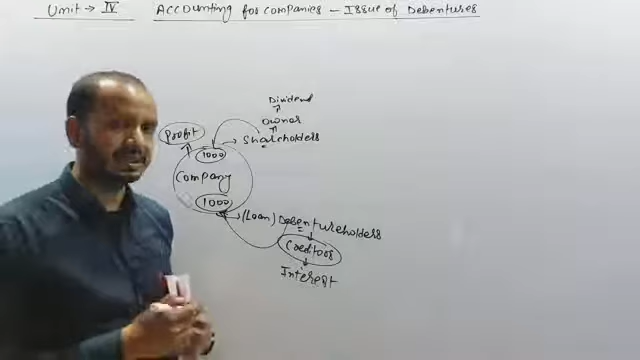 Unit → IV Accounting for Companies – Issue of Debentures
Dividend
Owner
Profit
1000 → Shareholders
Company
1000
→ (Loan) Debentureholders
Creditors
Interest